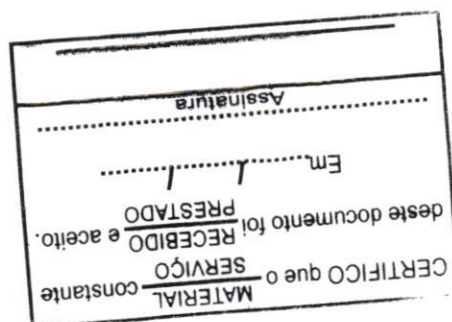 CERTIFICO que o MATERIAL
SERVIÇO constante
deste documento foi RECEBIDO
PRESTADO e aceito.
Em......../......../........
Assinatura